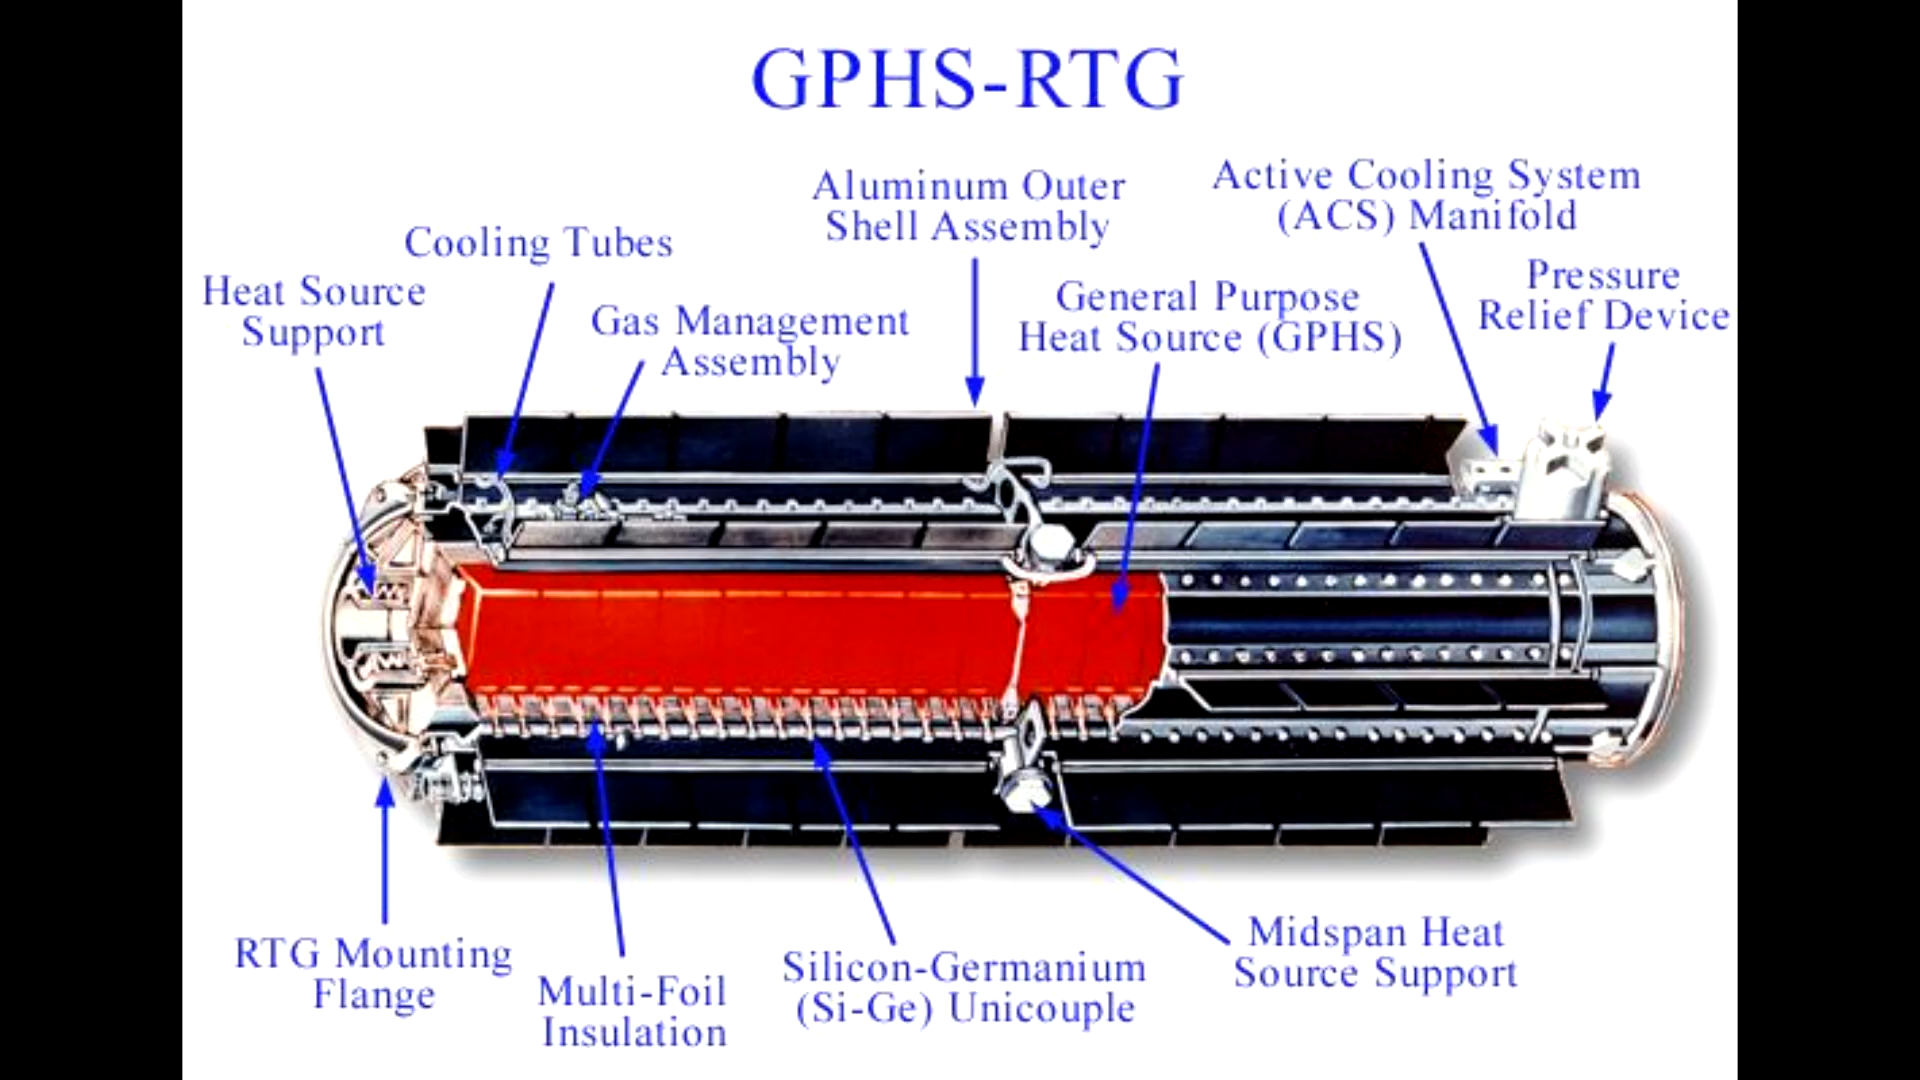 GPHS-RTG
Aluminum Outer
Shell Assembly
Active Cooling System
(ACS) Manifold
Cooling Tubes
Heat Source
Support
Gas Management
Assembly
General Purpose
Heat Source (GPHS)
Pressure
Relief Device
RTG Mounting
Flange
Multi-Foil
Insulation
Silicon-Germanium
(Si-Ge) Unicouple
Midspan Heat
Source Support